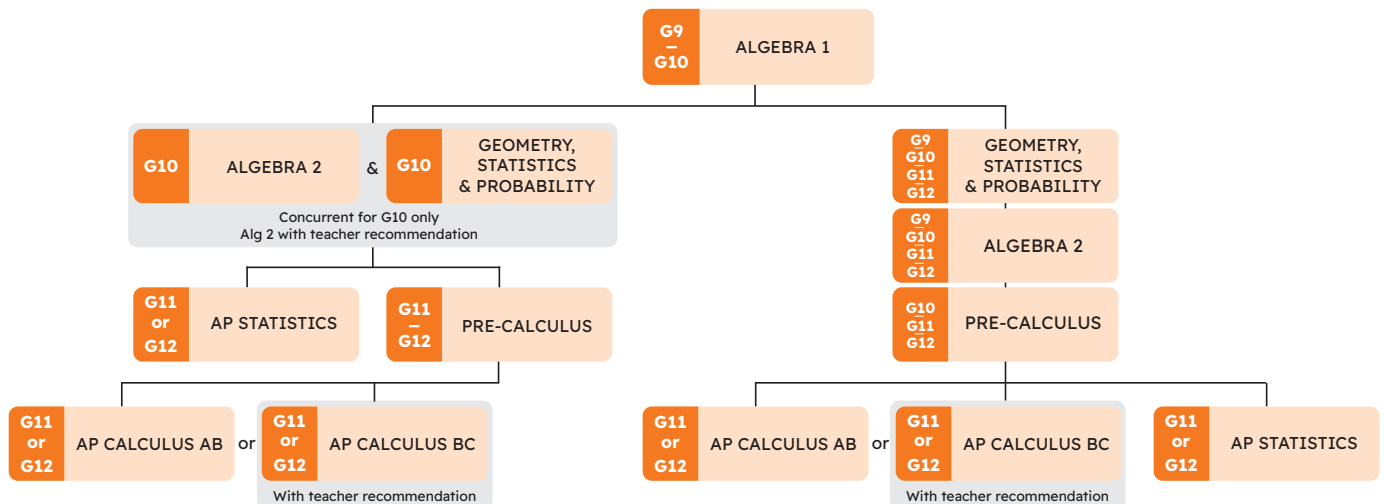 G9
–
G10
ALGEBRA 1
G10
ALGEBRA 2
&
G10
GEOMETRY,
STATISTICS
& PROBABILITY
Concurrent for G10 only
Alg 2 with teacher recommendation
G9
G10
G11
G12
GEOMETRY,
STATISTICS
& PROBABILITY
G9
G10
G11
G12
ALGEBRA 2
G11
or
G12
AP STATISTICS
G11
–
G12
PRE-CALCULUS
G10
G11
G12
PRE-CALCULUS
G11
or
G12
AP CALCULUS AB
or
G11
or
G12
AP CALCULUS BC
With teacher recommendation
G11
or
G12
AP CALCULUS AB
or
G11
or
G12
AP CALCULUS BC
With teacher recommendation
G11
or
G12
AP STATISTICS